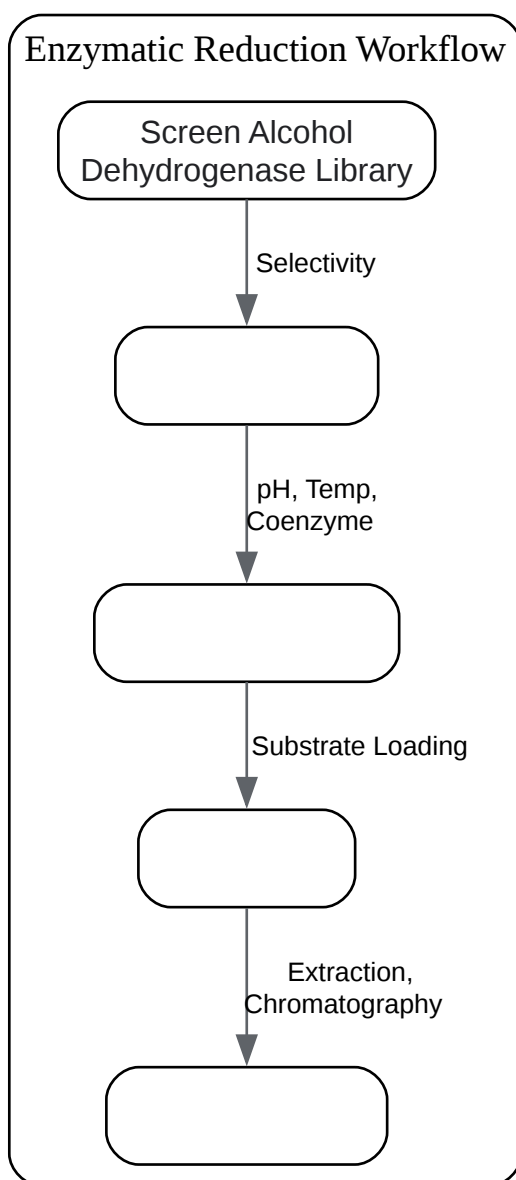 Enzymatic Reduction Workflow
Screen Alcohol
Dehydrogenase Library
Selectivity
pH, Temp,
Coenzyme
Substrate Loading
Extraction,
Chromatography